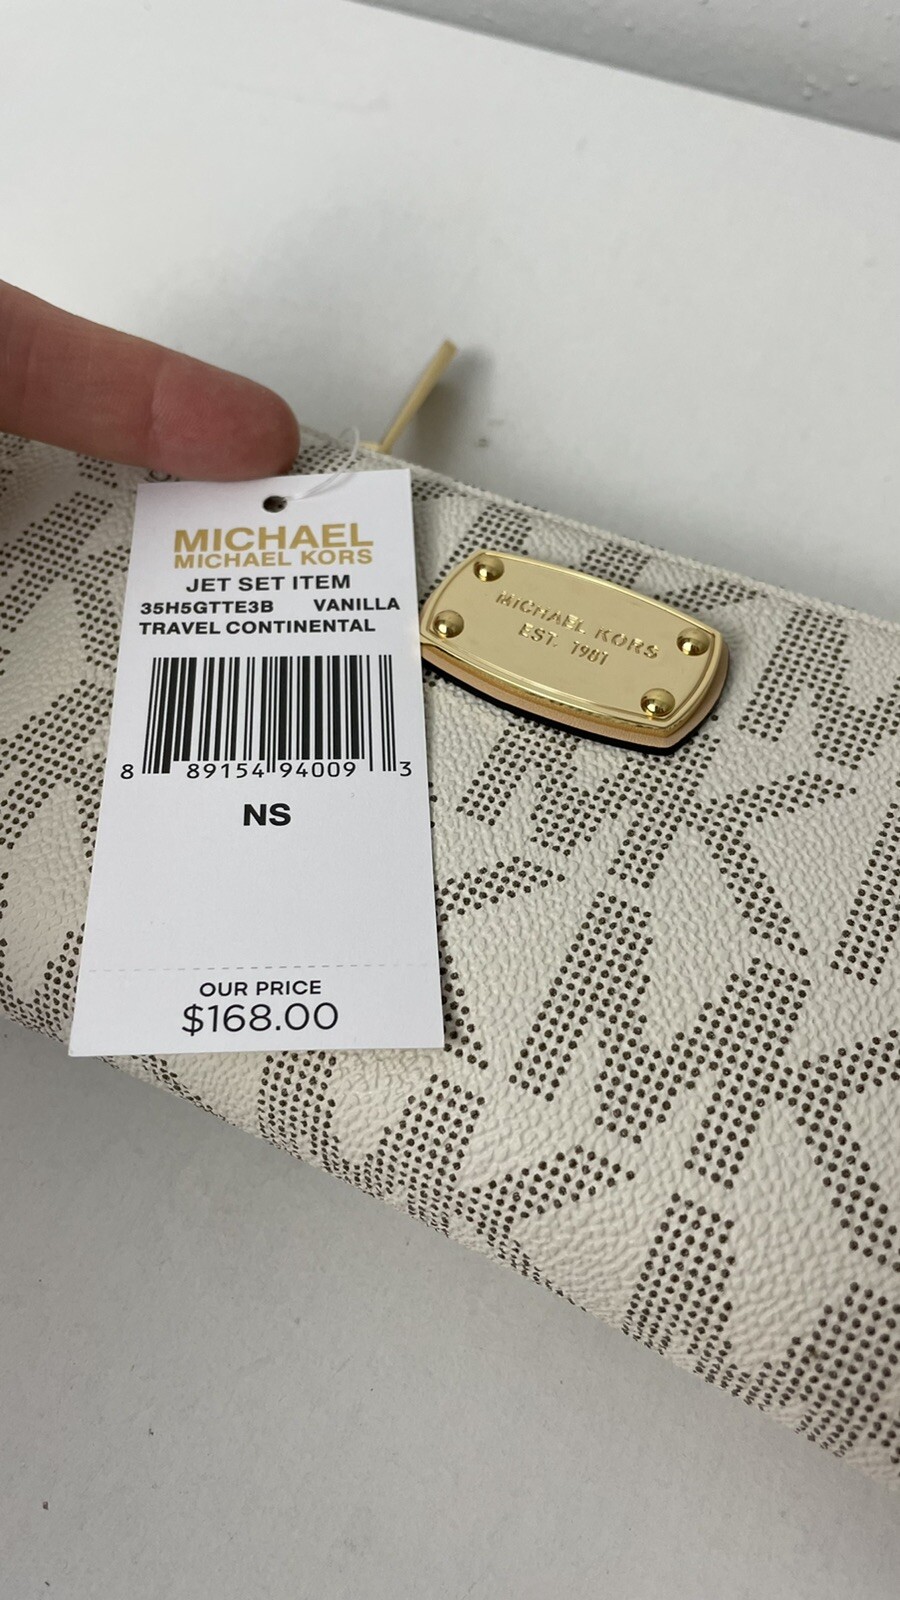 MICHAEL
MICHAEL KORS
JET SET ITEM
35H5GTTE3B VANILLA
TRAVEL CONTINENTAL
8 89154 94009 3
NS
OUR PRICE
$168.00
MICHAEL KORS
EST. 1981